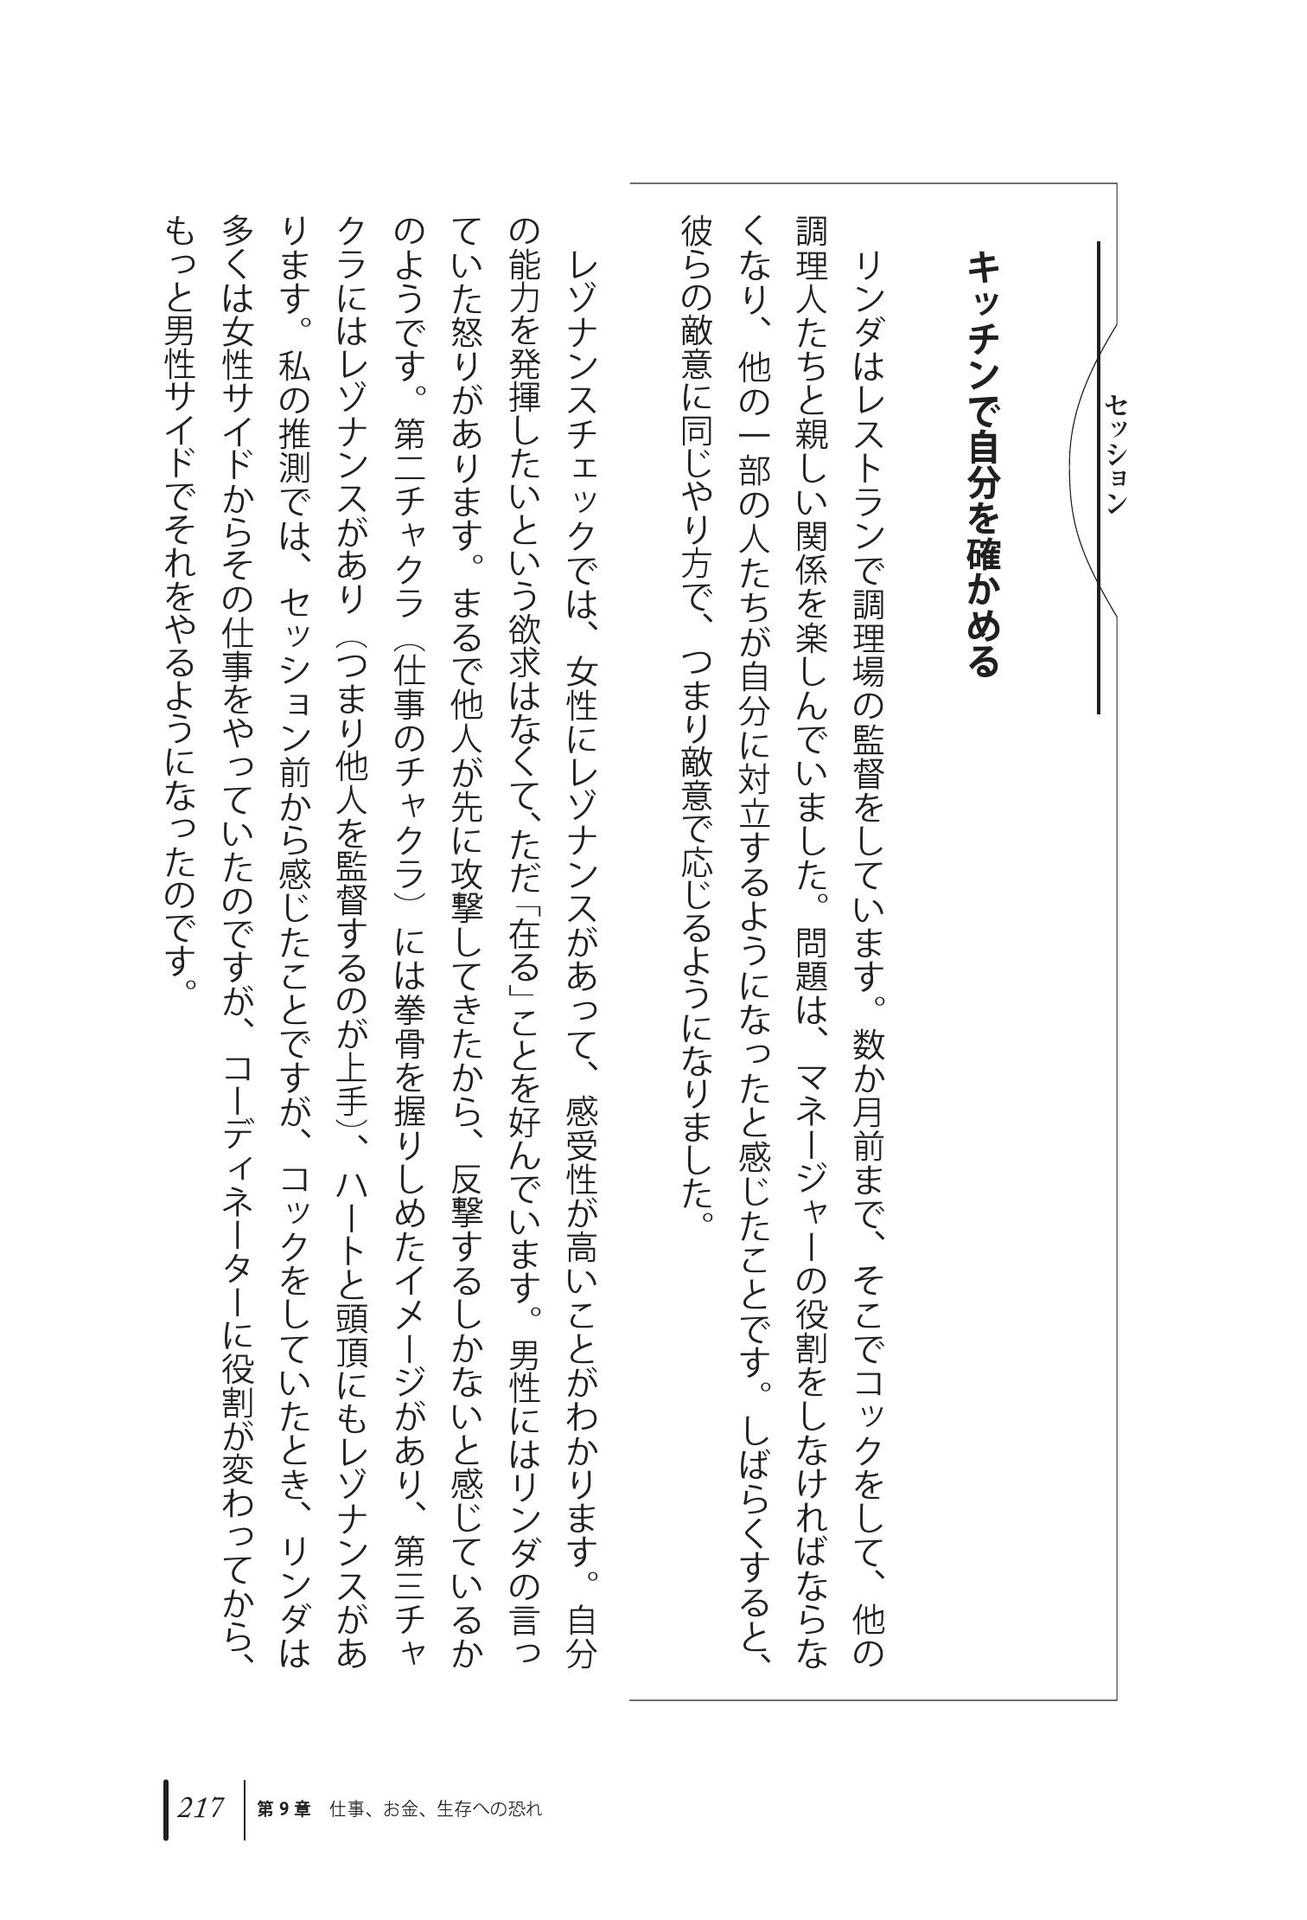 セッション
キッチンで自分を確かめる
リンダはレストランで調理場の監督をしています。数か月前まで、そこでコックをして、他の
調理人たちと親しい関係を楽しんでいました。問題は、マネージャーの役割をしなければならな
くなり、他の一部の人たちが自分に対立するようになったと感じたことです。しばらくすると、
彼らの敵意に同じやり方で、つまり敵意で応じるようになりました。
レゾナンスチェックでは、女性にレゾナンスがあって、感受性が高いことがわかります。自分
の能力を発揮したいという欲求はなくて、ただ「在る」ことを好んでいます。男性にはリンダの言っ
ていた怒りがあります。まるで他人が先に攻撃してきたから、反撃するしかないと感じているか
のようです。第二チャクラ（仕事のチャクラ）には拳骨を握りしめたイメージがあり、第三チャ
クラにはレゾナンスがあり（つまり他人を監督するのが上手）、ハートと頭頂にもレゾナンスがあ
ります。私の推測では、セッション前から感じたことですが、コックをしていたとき、リンダは
多くは女性サイドからその仕事をやっていたのですが、コーディネーターに役割が変わってから、
もっと男性サイドでそれをやるようになったのです。
217 第9章 仕事、お金、生存への恐れ